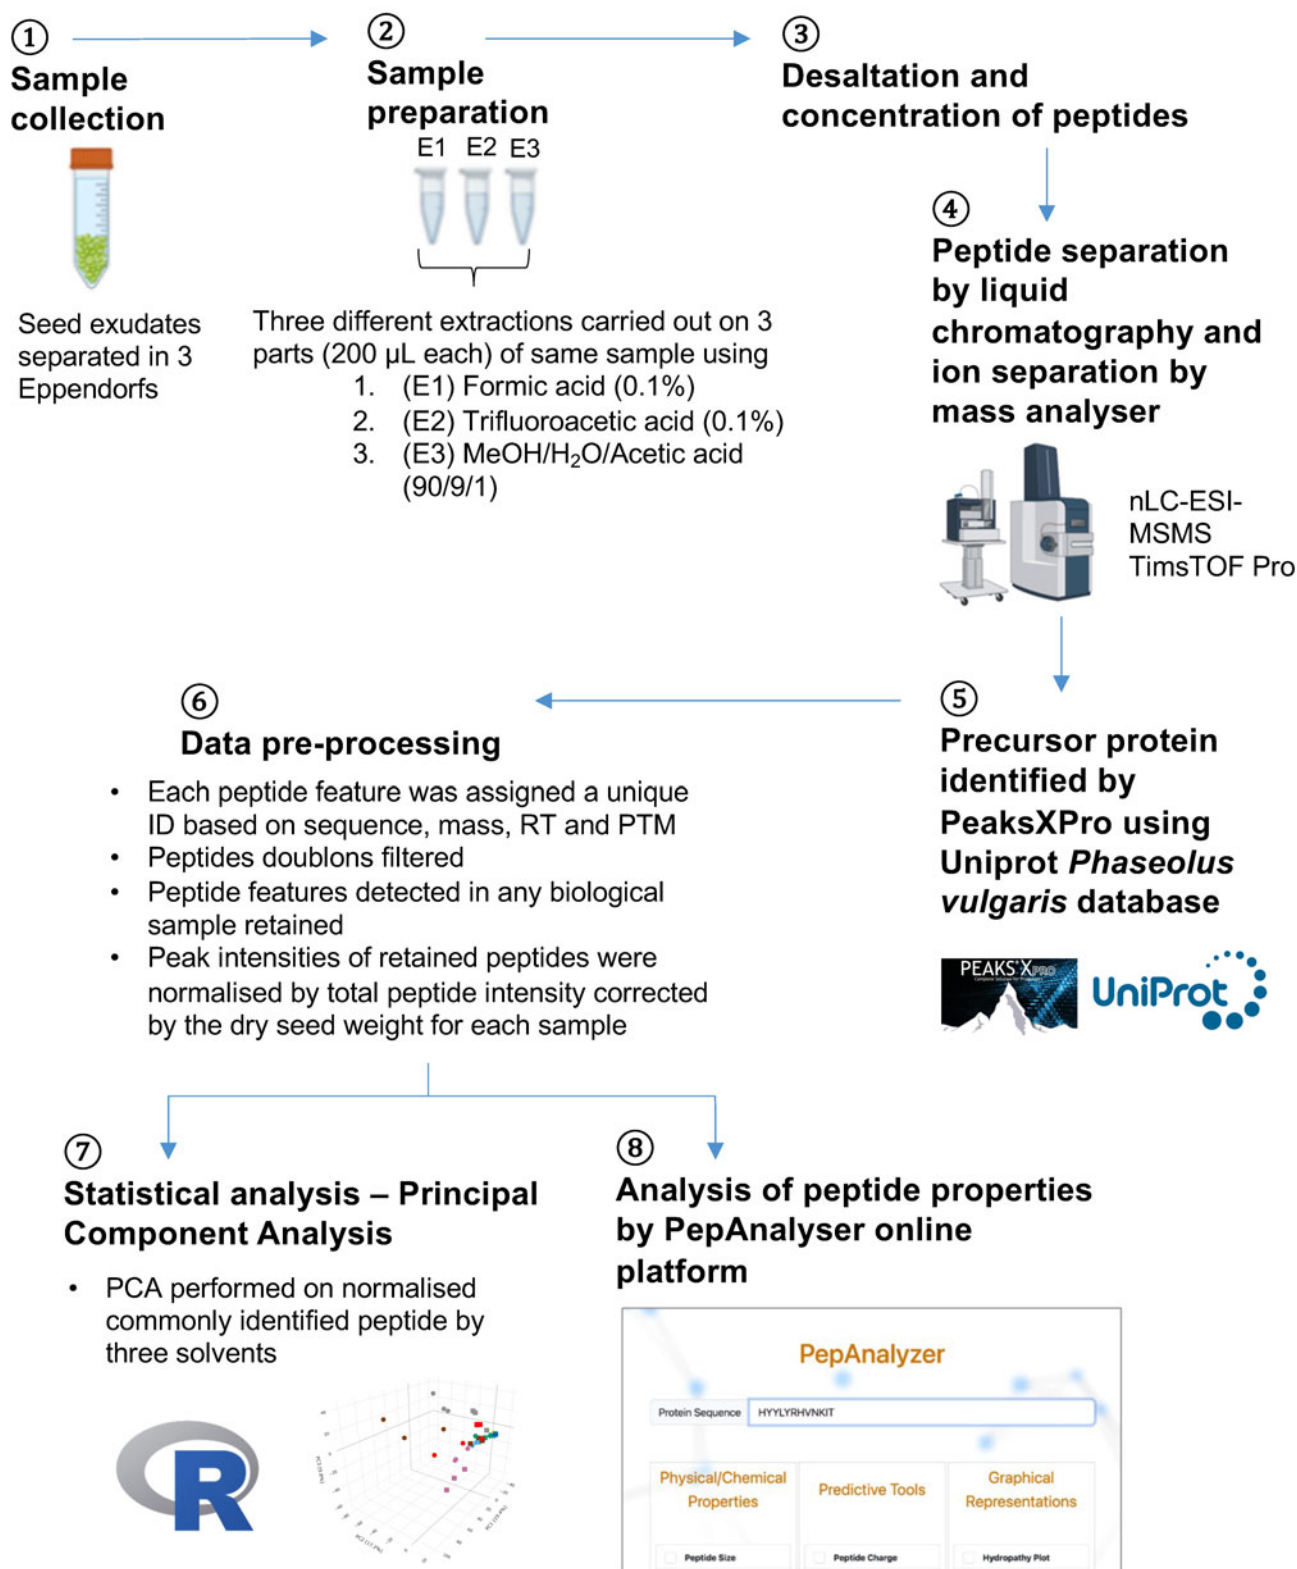 ①
Sample
collection
Seed exudates
separated in 3
Eppendorfs
②
Sample
preparation
E1 E2 E3
Three different extractions carried out on 3
parts (200 µL each) of same sample using
1. (E1) Formic acid (0.1%)
2. (E2) Trifluoroacetic acid (0.1%)
3. (E3) MeOH/H₂O/Acetic acid
(90/9/1)
③
Desaltation and
concentration of peptides
④
Peptide separation
by liquid
chromatography and
ion separation by
mass analyser
nLC-ESI-
MSMS
TimsTOF Pro
⑤
Precursor protein
identified by
PeaksXPro using
Uniprot Phaseolus
vulgaris database
PEAKS X PRO
UniProt
⑥
Data pre-processing
• Each peptide feature was assigned a unique
ID based on sequence, mass, RT and PTM
• Peptides doublons filtered
• Peptide features detected in any biological
sample retained
• Peak intensities of retained peptides were
normalised by total peptide intensity corrected
by the dry seed weight for each sample
⑦
Statistical analysis – Principal
Component Analysis
• PCA performed on normalised
commonly identified peptide by
three solvents
R
⑧
Analysis of peptide properties
by PepAnalyser online
platform
PepAnalyzer
Protein Sequence HYYLYRHVNKIT
Physical/Chemical
Properties
Predictive Tools
Graphical
Representations
Peptide Size
Peptide Charge
Hydropathy Plot